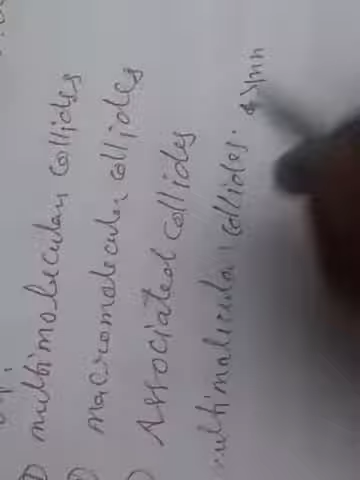 multimolecular collides
macromolecular collides
Associated collides
multimolecular collides.